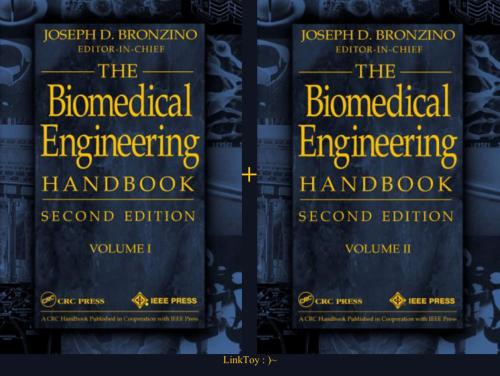 JOSEPH D. BRONZINO
EDITOR-IN-CHIEF
THE
Biomedical
Engineering
HANDBOOK
SECOND EDITION
VOLUME I
CRC
CRC PRESS
IEEE PRESS
A CRC Handbook Published in Cooperation with IEEE Press
+
JOSEPH D. BRONZINO
EDITOR-IN-CHIEF
THE
Biomedical
Engineering
HANDBOOK
SECOND EDITION
VOLUME II
CRC
CRC PRESS
IEEE PRESS
A CRC Handbook Published in Cooperation with IEEE Press
LinkToy : )~